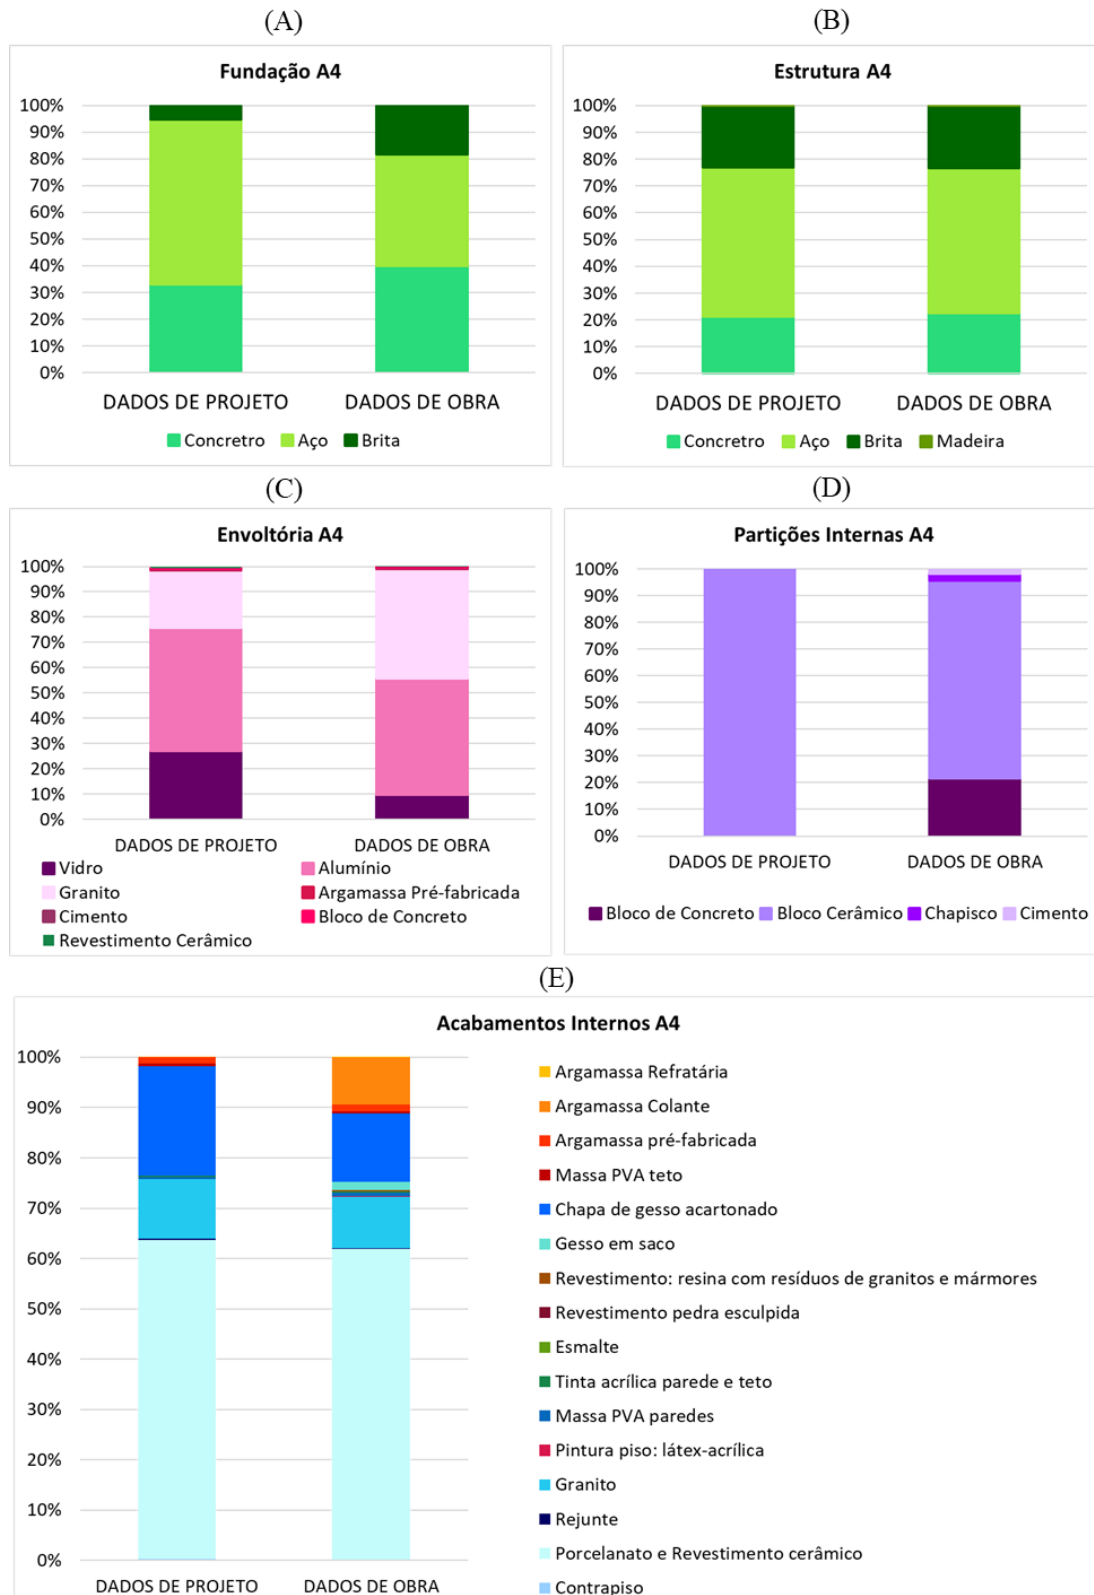 (A)
(B)
Fundação A4
100%
90%
80%
70%
60%
50%
40%
30%
20%
10%
0%
DADOS DE PROJETO DADOS DE OBRA
Concretro Aço Brita
Estrutura A4
100%
90%
80%
70%
60%
50%
40%
30%
20%
10%
0%
DADOS DE PROJETO DADOS DE OBRA
Concretro Aço Brita Madeira
(C)
(D)
Envoltória A4
100%
90%
80%
70%
60%
50%
40%
30%
20%
10%
0%
DADOS DE PROJETO DADOS DE OBRA
Vidro Alumínio
Granito Argamassa Pré-fabricada
Cimento Bloco de Concreto
Revestimento Cerâmico
Partições Internas A4
100%
90%
80%
70%
60%
50%
40%
30%
20%
10%
0%
DADOS DE PROJETO DADOS DE OBRA
Bloco de Concreto Bloco Cerâmico Chapisco Cimento
(E)
Acabamentos Internos A4
100%
90%
80%
70%
60%
50%
40%
30%
20%
10%
0%
DADOS DE PROJETO DADOS DE OBRA
Argamassa Refratária
Argamassa Colante
Argamassa pré-fabricada
Massa PVA teto
Chapa de gesso acartonado
Gesso em saco
Revestimento: resina com resíduos de granitos e mármores
Revestimento pedra esculpida
Esmalte
Tinta acrílica parede e teto
Massa PVA paredes
Pintura piso: látex-acrílica
Granito
Rejunte
Porcelanato e Revestimento cerâmico
Contrapiso